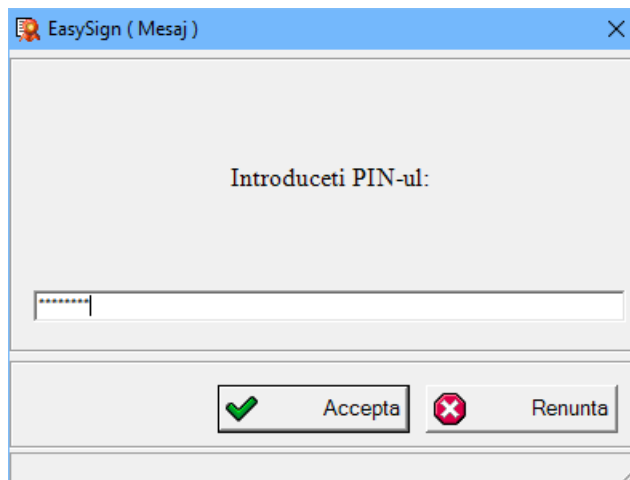 EasySign ( Mesaj )
Introduceti PIN-ul:
********
Accepta
Renunta